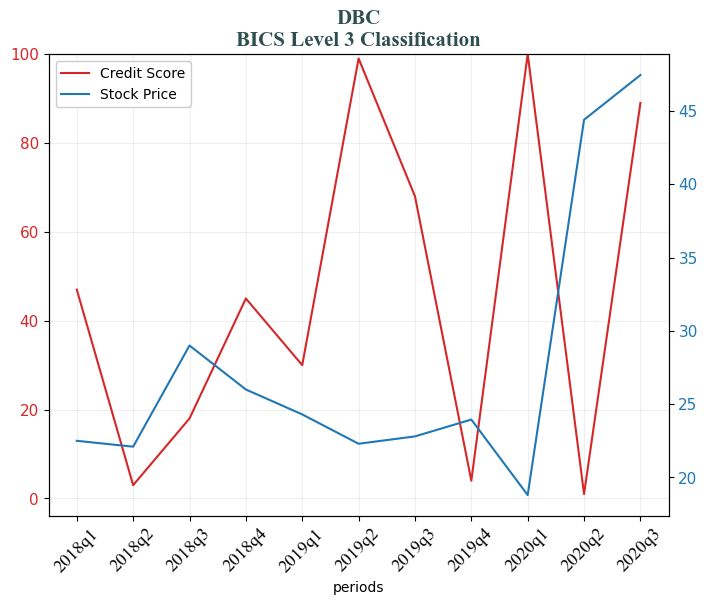 DBC
BICS Level 3 Classification
Credit Score
Stock Price
100
80
60
40
20
0
45
40
35
30
25
20
2018q1
2018q2
2018q3
2018q4
2019q1
2019q2
2019q3
2019q4
2020q1
2020q2
2020q3
periods